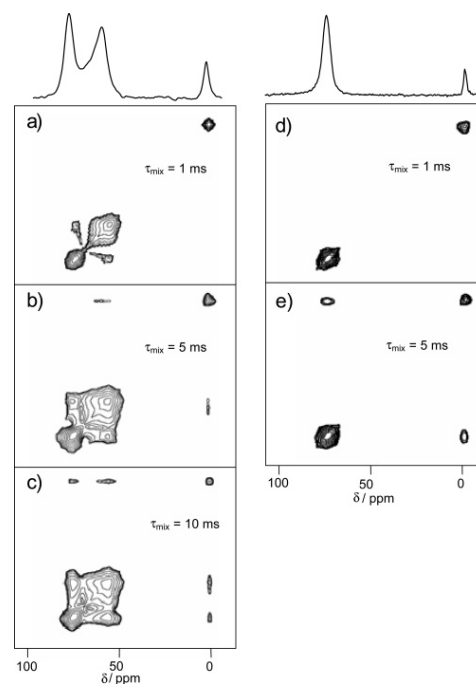 a)
τmix = 1 ms
b)
τmix = 5 ms
c)
τmix = 10 ms
100 50 0
δ / ppm
d)
τmix = 1 ms
e)
τmix = 5 ms
100 50 0
δ / ppm